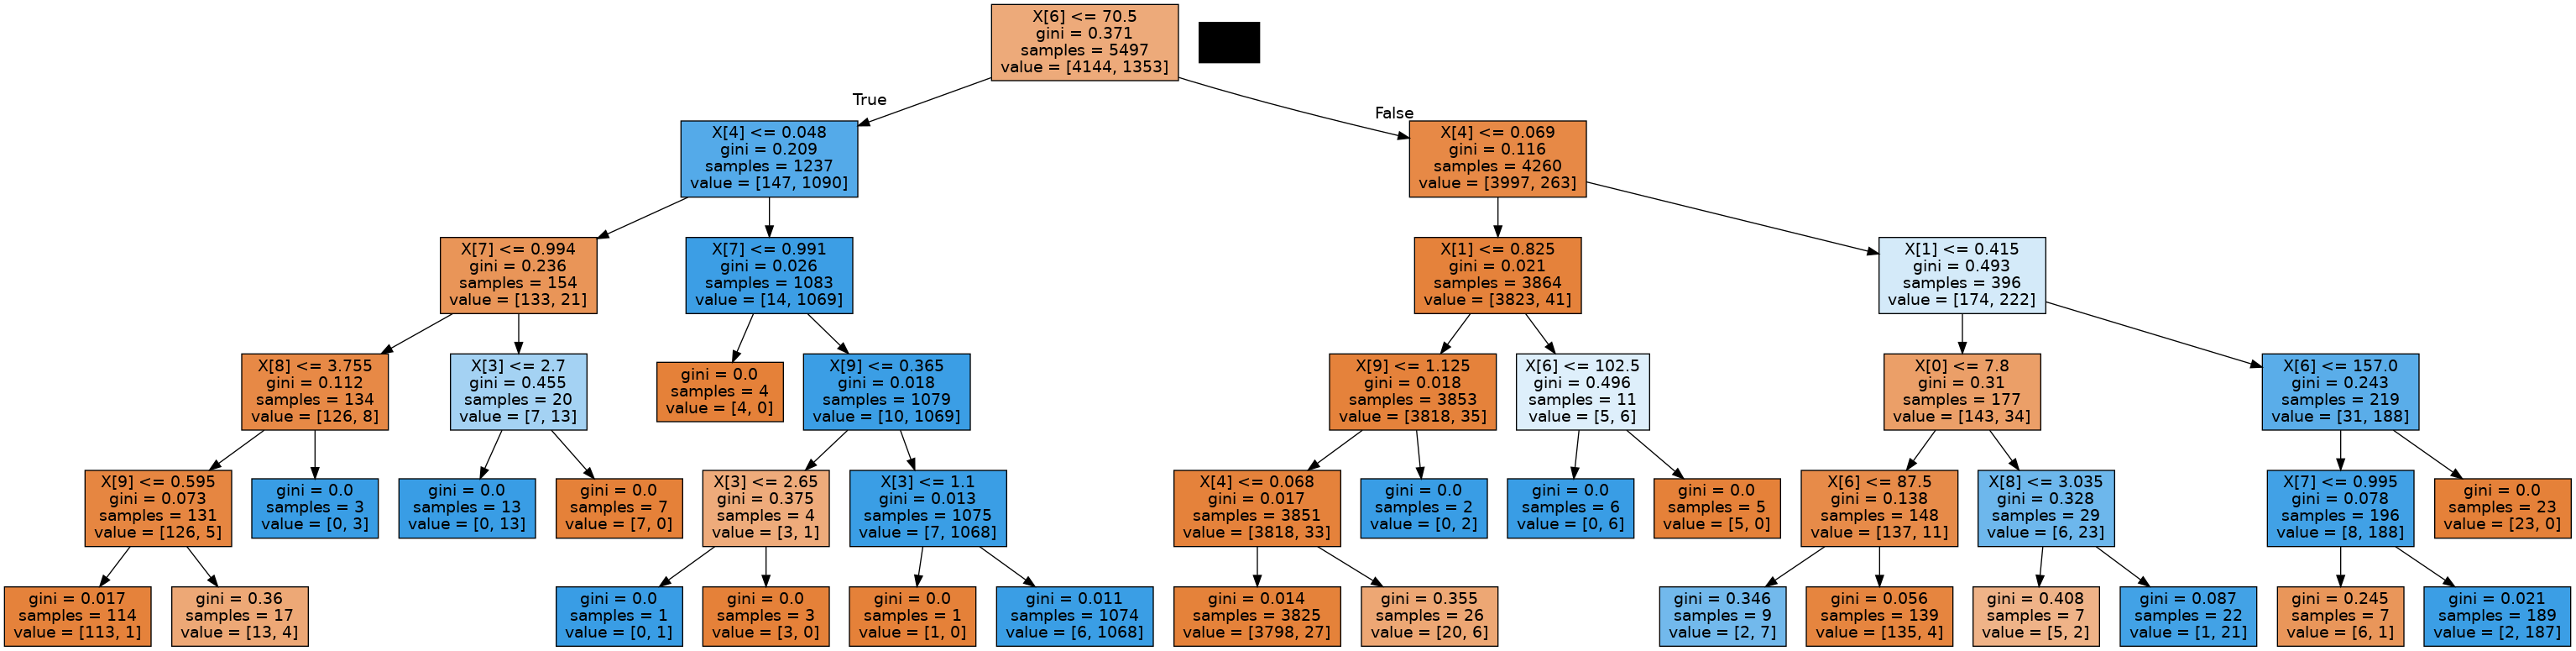 X[6] <= 70.5
gini = 0.371
samples = 5497
value = [4144, 1353]
True
False
X[4] <= 0.048
gini = 0.209
samples = 1237
value = [147, 1090]
X[4] <= 0.069
gini = 0.116
samples = 4260
value = [3997, 263]
X[7] <= 0.994
gini = 0.236
samples = 154
value = [133, 21]
X[7] <= 0.991
gini = 0.026
samples = 1083
value = [14, 1069]
X[1] <= 0.825
gini = 0.021
samples = 3864
value = [3823, 41]
X[1] <= 0.415
gini = 0.493
samples = 396
value = [174, 222]
X[8] <= 3.755
gini = 0.112
samples = 134
value = [126, 8]
X[3] <= 2.7
gini = 0.455
samples = 20
value = [7, 13]
gini = 0.0
samples = 4
value = [4, 0]
X[9] <= 0.365
gini = 0.018
samples = 1079
value = [10, 1069]
X[9] <= 1.125
gini = 0.018
samples = 3853
value = [3818, 35]
X[6] <= 102.5
gini = 0.496
samples = 11
value = [5, 6]
X[0] <= 7.8
gini = 0.31
samples = 177
value = [143, 34]
X[6] <= 157.0
gini = 0.243
samples = 219
value = [31, 188]
X[9] <= 0.595
gini = 0.073
samples = 131
value = [126, 5]
gini = 0.0
samples = 3
value = [0, 3]
gini = 0.0
samples = 13
value = [0, 13]
gini = 0.0
samples = 7
value = [7, 0]
X[3] <= 2.65
gini = 0.375
samples = 4
value = [3, 1]
X[3] <= 1.1
gini = 0.013
samples = 1075
value = [7, 1068]
X[4] <= 0.068
gini = 0.017
samples = 3851
value = [3818, 33]
gini = 0.0
samples = 2
value = [0, 2]
gini = 0.0
samples = 6
value = [0, 6]
gini = 0.0
samples = 5
value = [5, 0]
X[6] <= 87.5
gini = 0.138
samples = 148
value = [137, 11]
X[8] <= 3.035
gini = 0.328
samples = 29
value = [6, 23]
X[7] <= 0.995
gini = 0.078
samples = 196
value = [8, 188]
gini = 0.0
samples = 23
value = [23, 0]
gini = 0.017
samples = 114
value = [113, 1]
gini = 0.36
samples = 17
value = [13, 4]
gini = 0.0
samples = 1
value = [0, 1]
gini = 0.0
samples = 3
value = [3, 0]
gini = 0.0
samples = 1
value = [1, 0]
gini = 0.011
samples = 1074
value = [6, 1068]
gini = 0.014
samples = 3825
value = [3798, 27]
gini = 0.355
samples = 26
value = [20, 6]
gini = 0.346
samples = 9
value = [2, 7]
gini = 0.056
samples = 139
value = [135, 4]
gini = 0.408
samples = 7
value = [5, 2]
gini = 0.087
samples = 22
value = [1, 21]
gini = 0.245
samples = 7
value = [6, 1]
gini = 0.021
samples = 189
value = [2, 187]